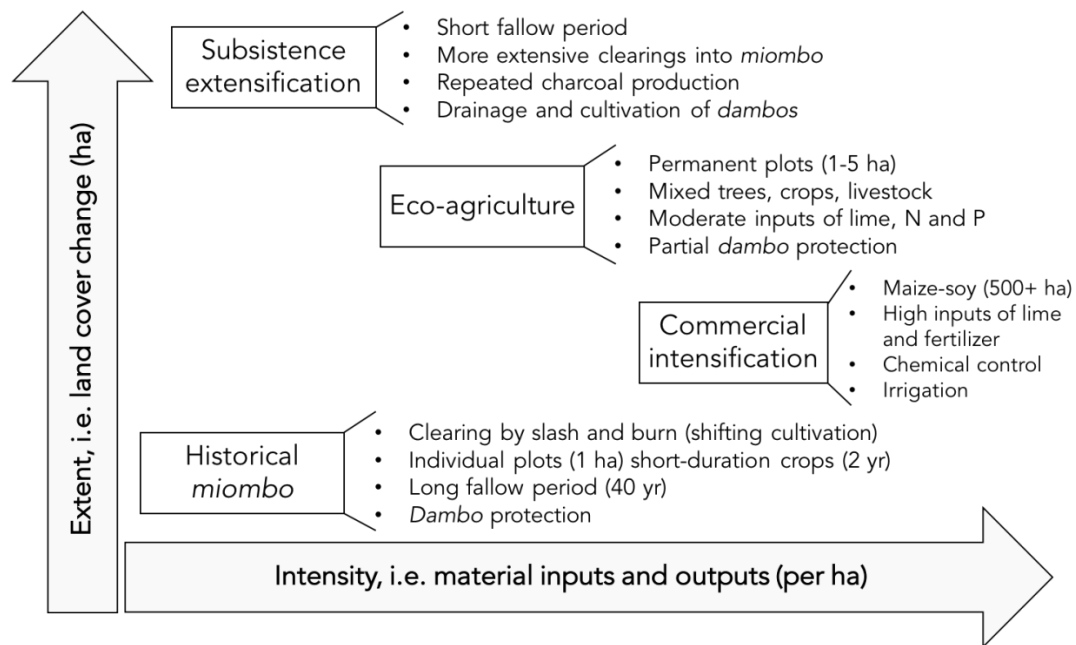 Subsistence
extensification
• Short fallow period
• More extensive clearings into miombo
• Repeated charcoal production
• Drainage and cultivation of dambos
Eco-agriculture
• Permanent plots (1-5 ha)
• Mixed trees, crops, livestock
• Moderate inputs of lime, N and P
• Partial dambo protection
Commercial
intensification
• Maize-soy (500+ ha)
• High inputs of lime
and fertilizer
• Chemical control
• Irrigation
Historical
miombo
• Clearing by slash and burn (shifting cultivation)
• Individual plots (1 ha) short-duration crops (2 yr)
• Long fallow period (40 yr)
• Dambo protection
Extent, i.e. land cover change (ha)
Intensity, i.e. material inputs and outputs (per ha)